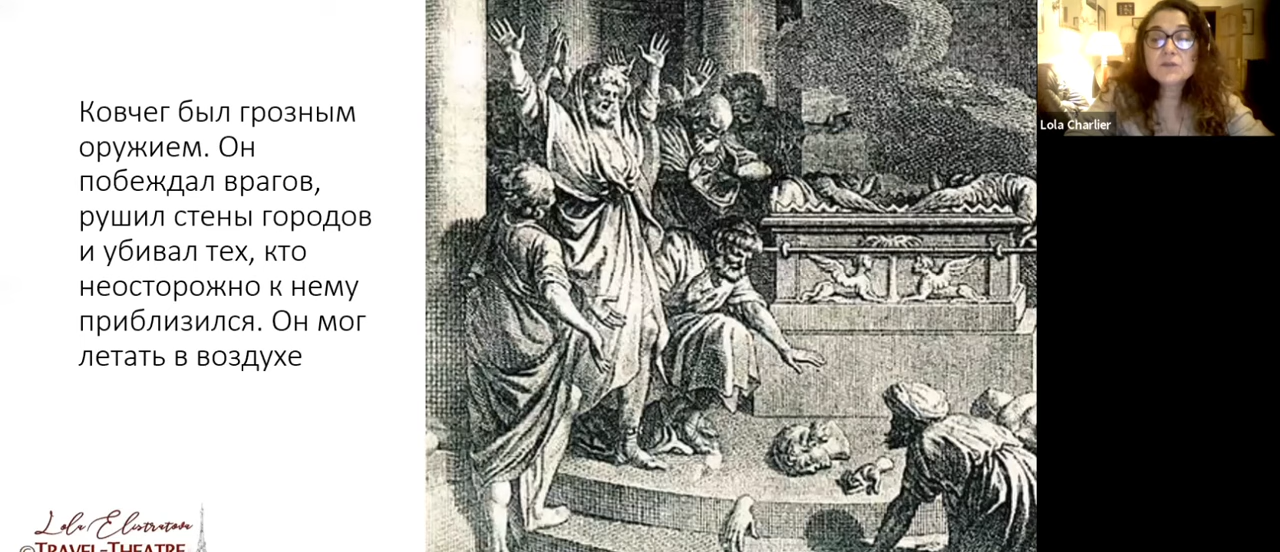 Ковчег был грозным
оружием. Он
побеждал врагов,
рушил стены городов
и убивал тех, кто
неосторожно к нему
приблизился. Он мог
летать в воздухе
Lola Charlier
Lola Elistratova
©TRAVEL-THEATRE